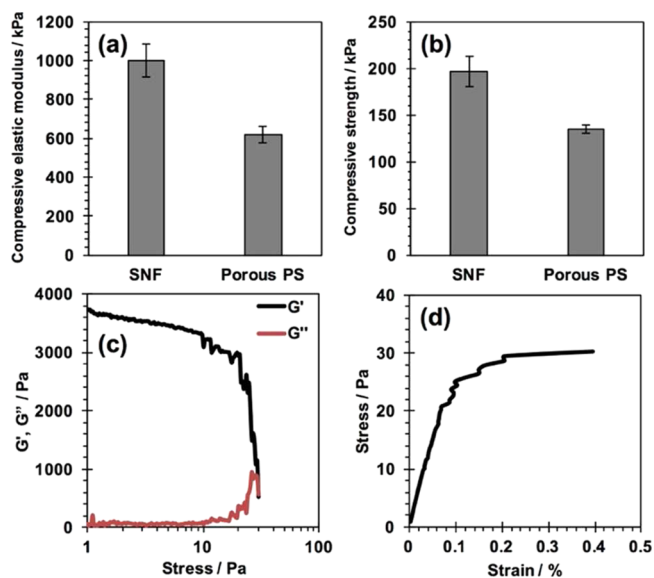 Compressive elastic modulus / kPa
1200
1000
800
600
400
200
0
(a)
SNF
Porous PS
Compressive strength / kPa
250
200
150
100
50
0
(b)
SNF
Porous PS
G', G'' / Pa
4000
3000
2000
1000
0
(c)
G'
G''
1
10
100
Stress / Pa
Stress / Pa
40
30
20
10
0
(d)
0
0.1
0.2
0.3
0.4
0.5
Strain / %